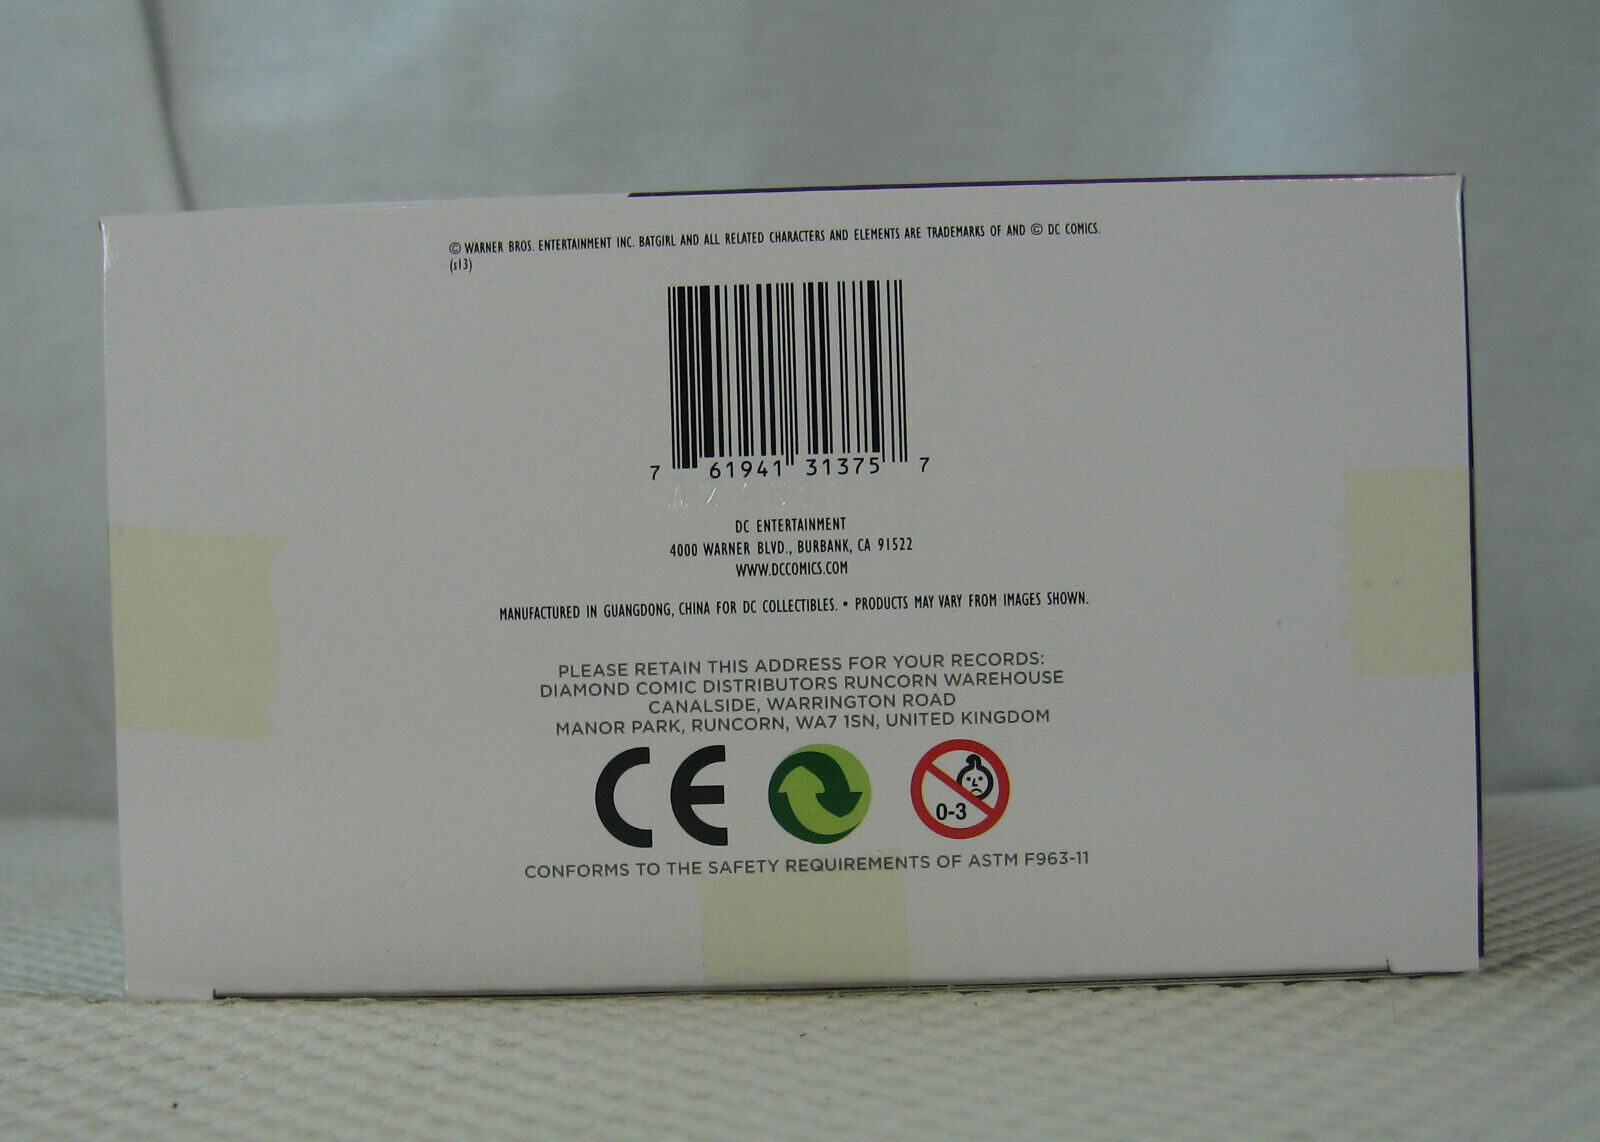 © WARNER BROS. ENTERTAINMENT INC. BATGIRL AND ALL RELATED CHARACTERS AND ELEMENTS ARE TRADEMARKS OF AND © DC COMICS.
(s13)
7 61941 31375 7
DC ENTERTAINMENT
4000 WARNER BLVD., BURBANK, CA 91522
WWW.DCCOMICS.COM
MANUFACTURED IN GUANGDONG, CHINA FOR DC COLLECTIBLES. • PRODUCTS MAY VARY FROM IMAGES SHOWN.
PLEASE RETAIN THIS ADDRESS FOR YOUR RECORDS:
DIAMOND COMIC DISTRIBUTORS RUNCORN WAREHOUSE
CANALSIDE, WARRINGTON ROAD
MANOR PARK, RUNCORN, WA7 1SN, UNITED KINGDOM
CE
0-3
CONFORMS TO THE SAFETY REQUIREMENTS OF ASTM F963-11